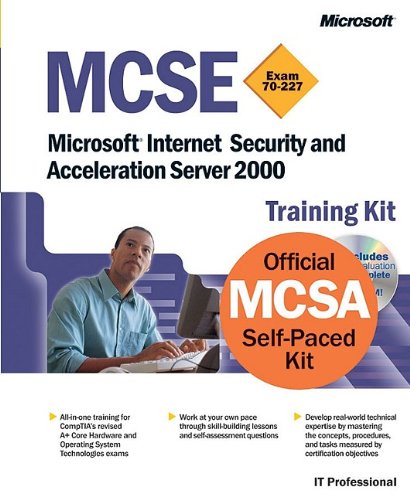 Microsoft®
MCSE
Exam
70-227
Microsoft® Internet Security and
Acceleration Server 2000
Training Kit
Official
MCSA
Self-Paced
Kit
All-in-one training for
CompTIA's revised
A+ Core Hardware and
Operating System
Technologies exams
Work at your own pace
through skill-building lessons
and self-assessment questions
Develop real-world technical
expertise by mastering
the concepts, procedures,
and tasks measured by
certification objectives
IT Professional